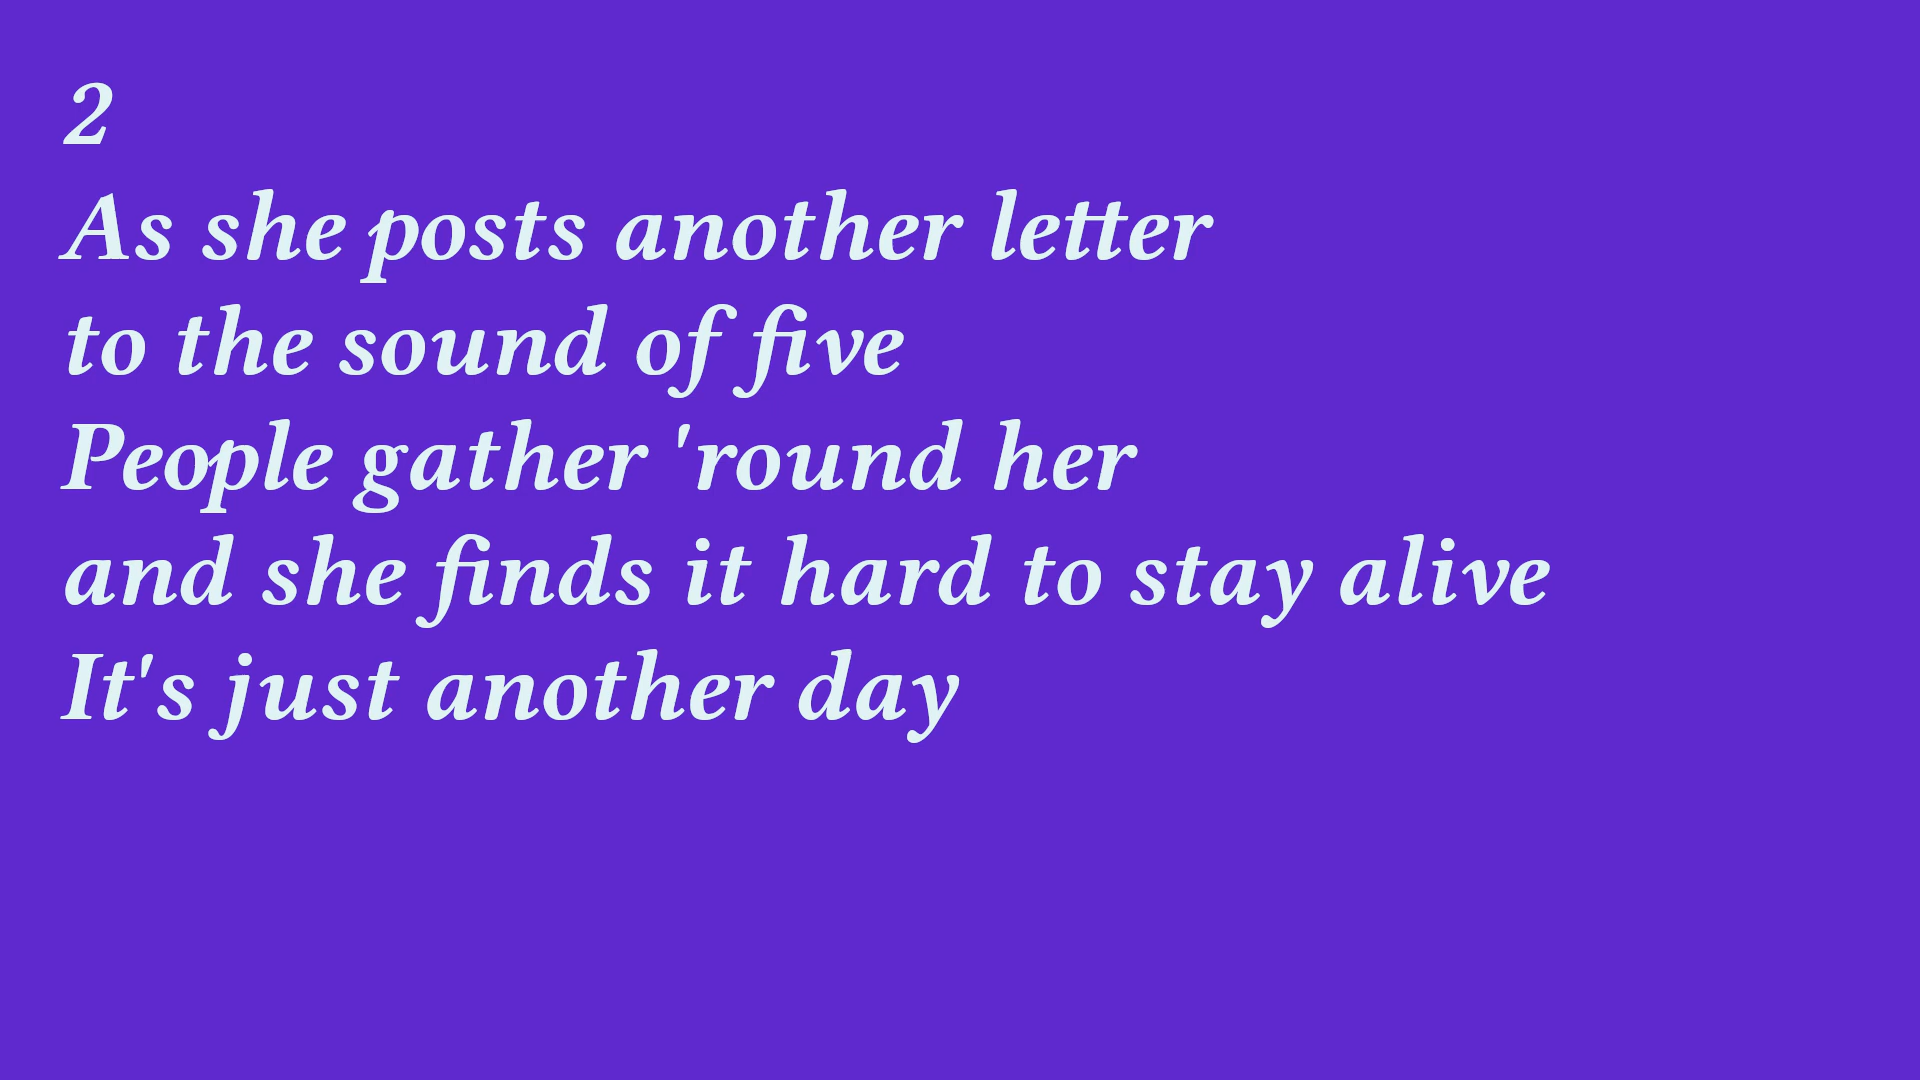 2
As she posts another letter
to the sound of five
People gather 'round her
and she finds it hard to stay alive
It's just another day